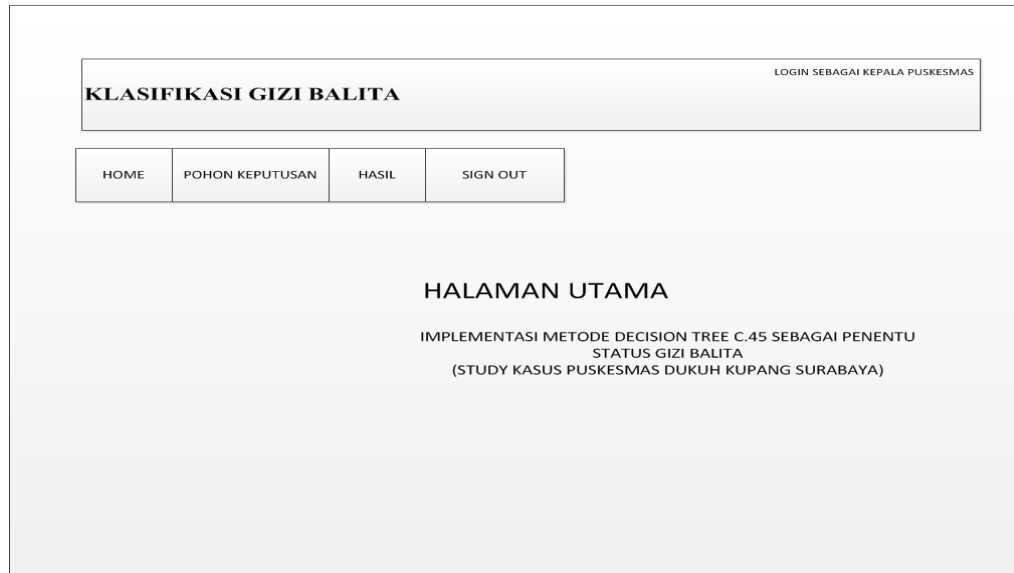 LOGIN SEBAGAI KEPALA PUSKESMAS
KLASIFIKASI GIZI BALITA
HOME POHON KEPUTUSAN HASIL SIGN OUT
HALAMAN UTAMA
IMPLEMENTASI METODE DECISION TREE C.45 SEBAGAI PENENTU
STATUS GIZI BALITA
(STUDY KASUS PUSKESMAS DUKUH KUPANG SURABAYA)